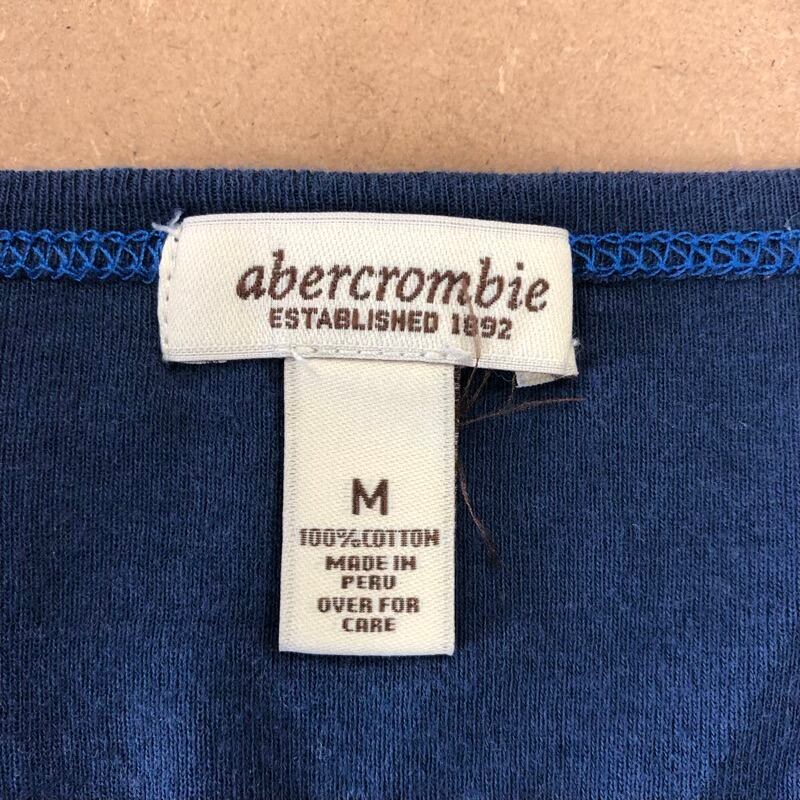 abercrombie
ESTABLISHED 1892
M
100% COTTON
MADE IN
PERU
OVER FOR
CARE